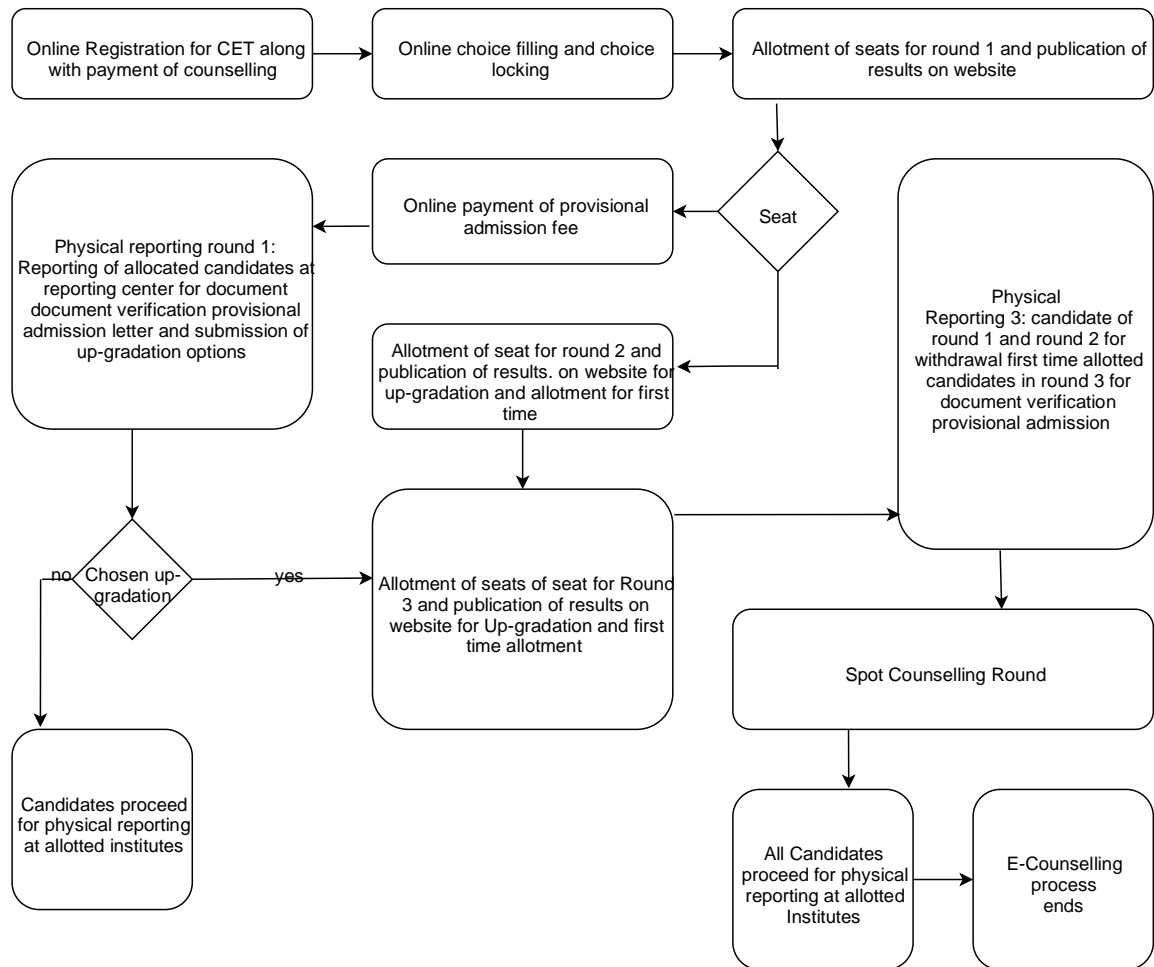 Online Registration for CET along
with payment of counselling
Online choice filling and choice
locking
Allotment of seats for round 1 and publication of
results on website
Seat
Online payment of provisional
admission fee
Physical reporting round 1:
Reporting of allocated candidates at
reporting center for document
document verification provisional
admission letter and submission of
up-gradation options
Allotment of seat for round 2 and
publication of results. on website for
up-gradation and allotment for first
time
Physical
Reporting 3: candidate of
round 1 and round 2 for
withdrawal first time allotted
candidates in round 3 for
document verification
provisional admission
no
Chosen up-
gradation
yes
Allotment of seats of seat for Round
3 and publication of results on
website for Up-gradation and first
time allotment
Spot Counselling Round
Candidates proceed
for physical reporting
at allotted institutes
All Candidates
proceed for physical
reporting at allotted
Institutes
E-Counselling
process
ends